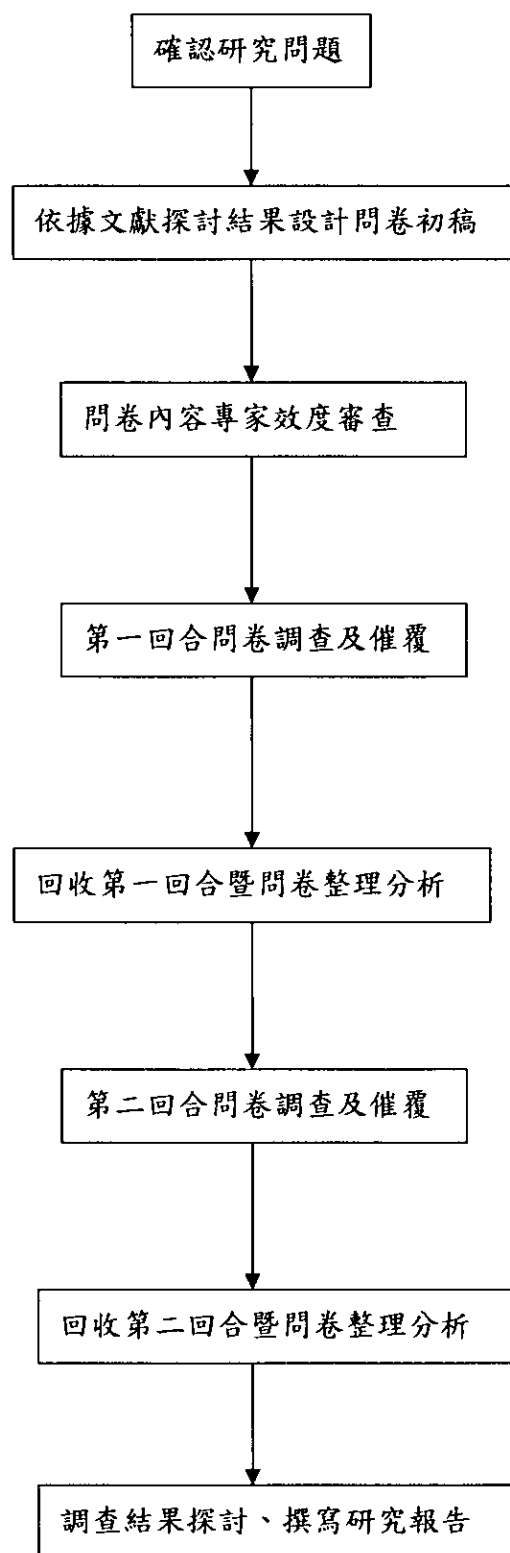 確認研究問題
依據文獻探討結果設計問卷初稿
問卷內容專家效度審查
第一回合問卷調查及催覆
回收第一回合暨問卷整理分析
第二回合問卷調查及催覆
回收第二回合暨問卷整理分析
調查結果探討、撰寫研究報告